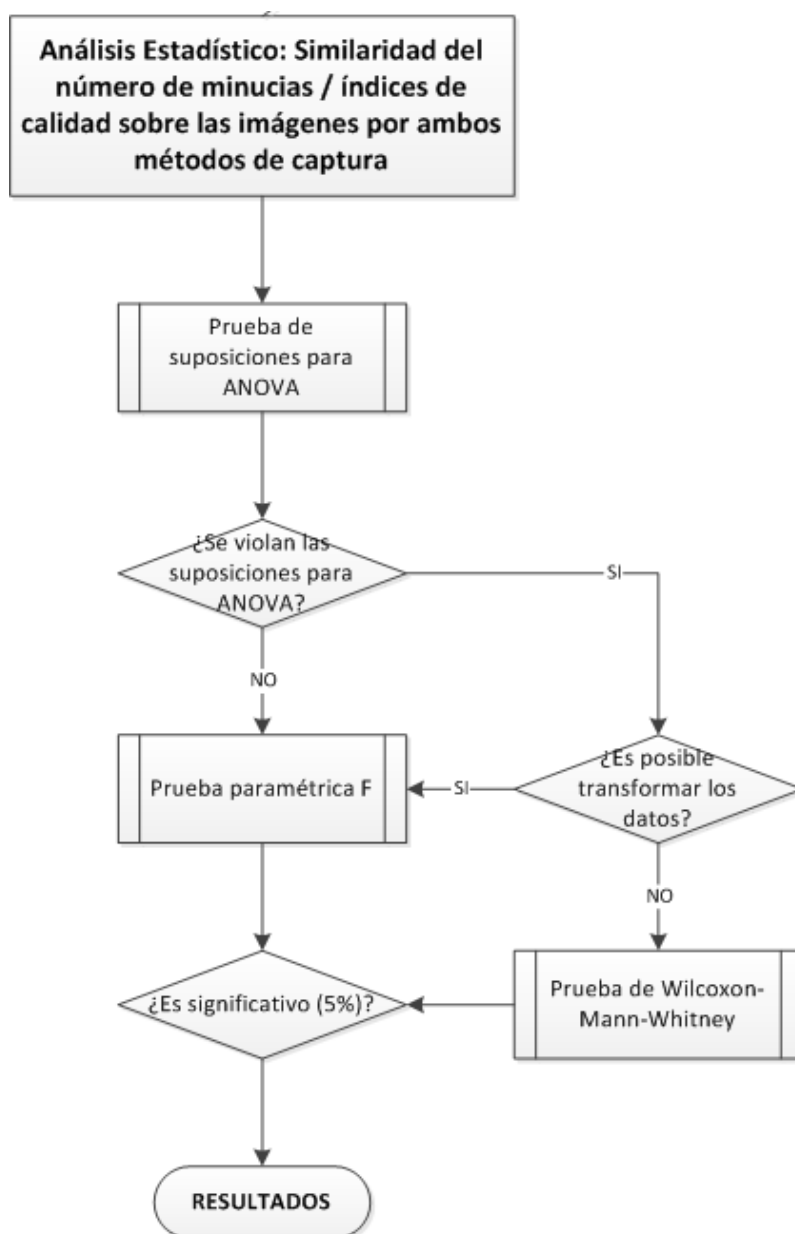 Análisis Estadístico: Similaridad del
número de minucias / índices de
calidad sobre las imágenes por ambos
métodos de captura
Prueba de
suposiciones para
ANOVA
¿Se violan las
suposiciones para
ANOVA?
SI
NO
Prueba paramétrica F
SI
¿Es posible
transformar los
datos?
NO
¿Es significativo (5%)?
Prueba de Wilcoxon-
Mann-Whitney
RESULTADOS